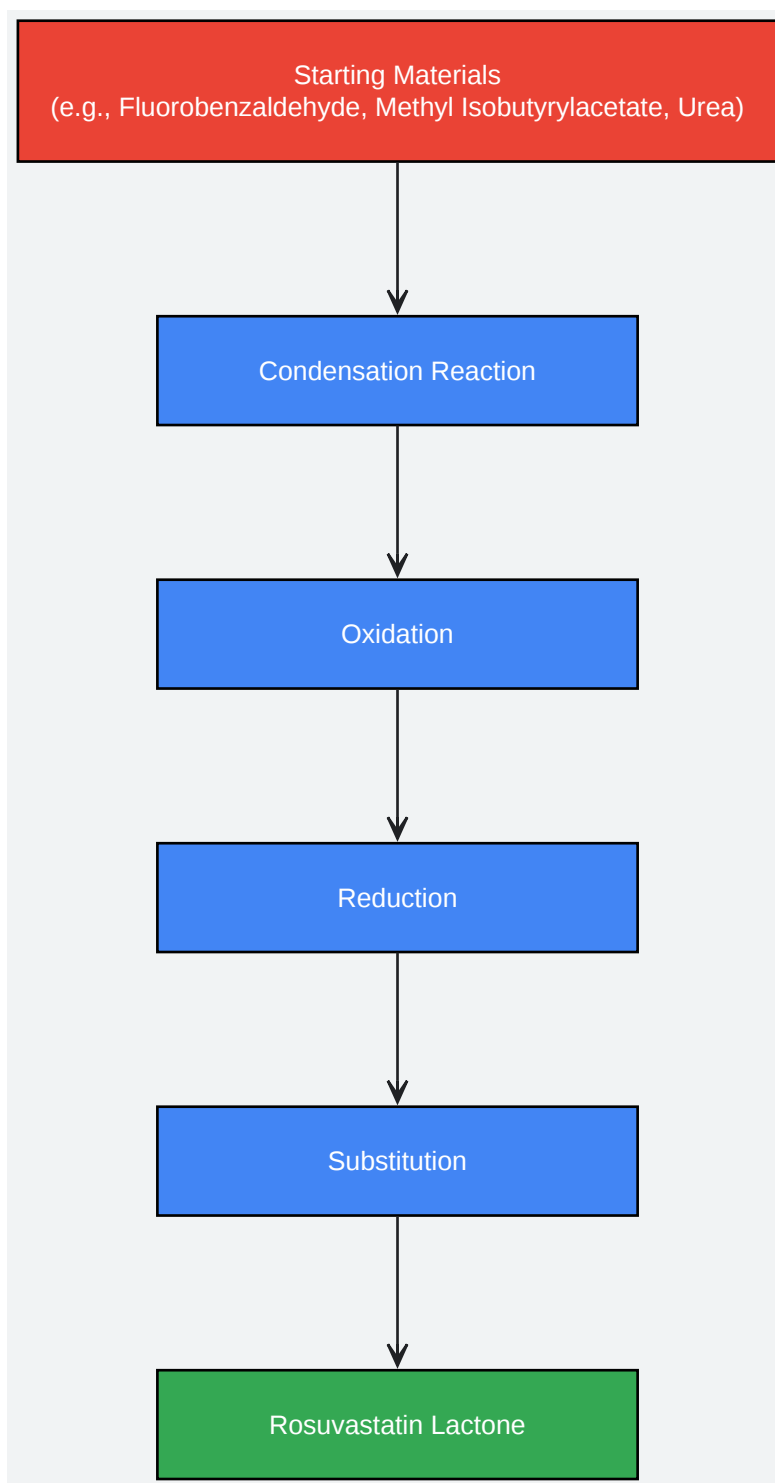 Starting Materials
(e.g., Fluorobenzaldehyde, Methyl Isobutyrylacetate, Urea)
Condensation Reaction
Oxidation
Reduction
Substitution
Rosuvastatin Lactone